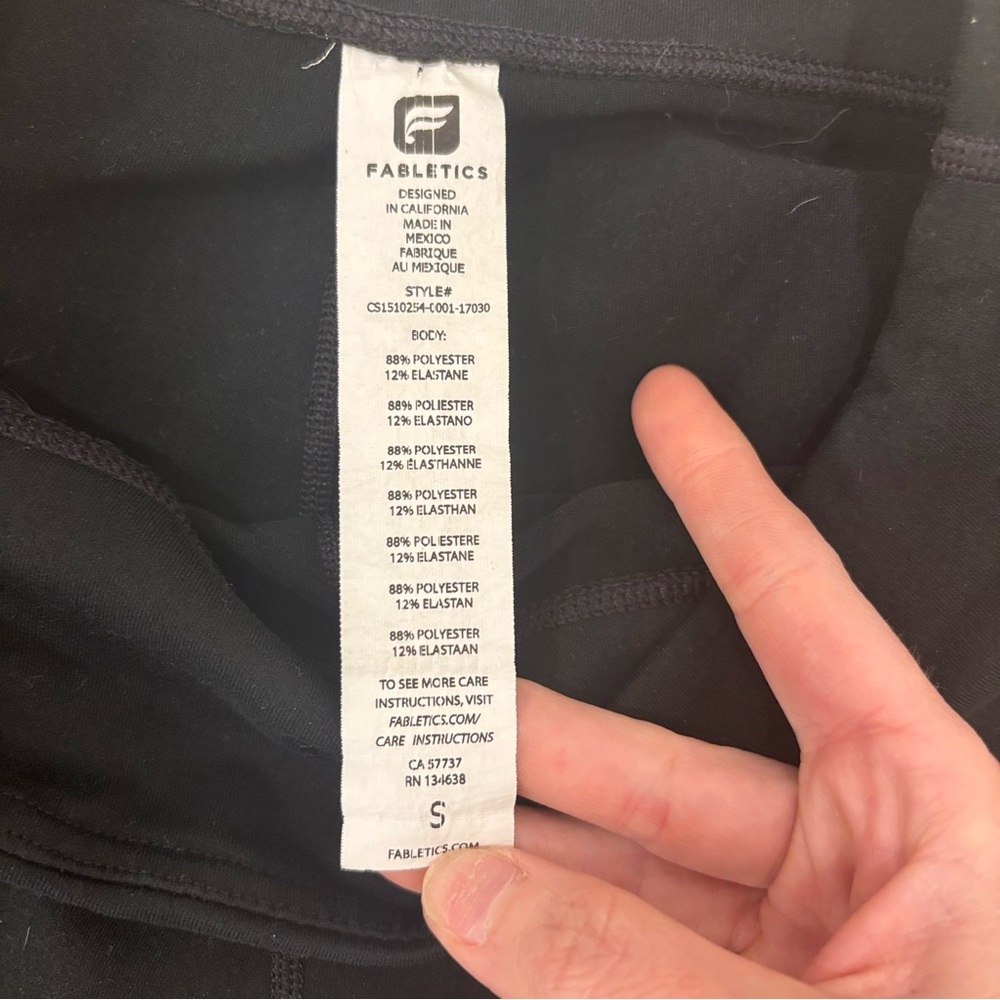 FABLETICS
DESIGNED
IN CALIFORNIA
MADE IN
MEXICO
FABRIQUE
AU MEXIQUE
STYLE#
CS1510254-0001-17030
BODY:
88% POLYESTER
12% ELASTANE
88% POLIESTER
12% ELASTANO
88% POLYESTER
12% ELASTHANNE
88% POLYESTER
12% ELASTHAN
88% POLIESTERE
12% ELASTANE
88% POLYESTER
12% ELASTAN
88% POLYESTER
12% ELASTAAN
TO SEE MORE CARE
INSTRUCTIONS, VISIT
FABLETICS.COM/
CARE INSTRUCTIONS
CA 57737
RN 134638
S
FABLETICS.COM